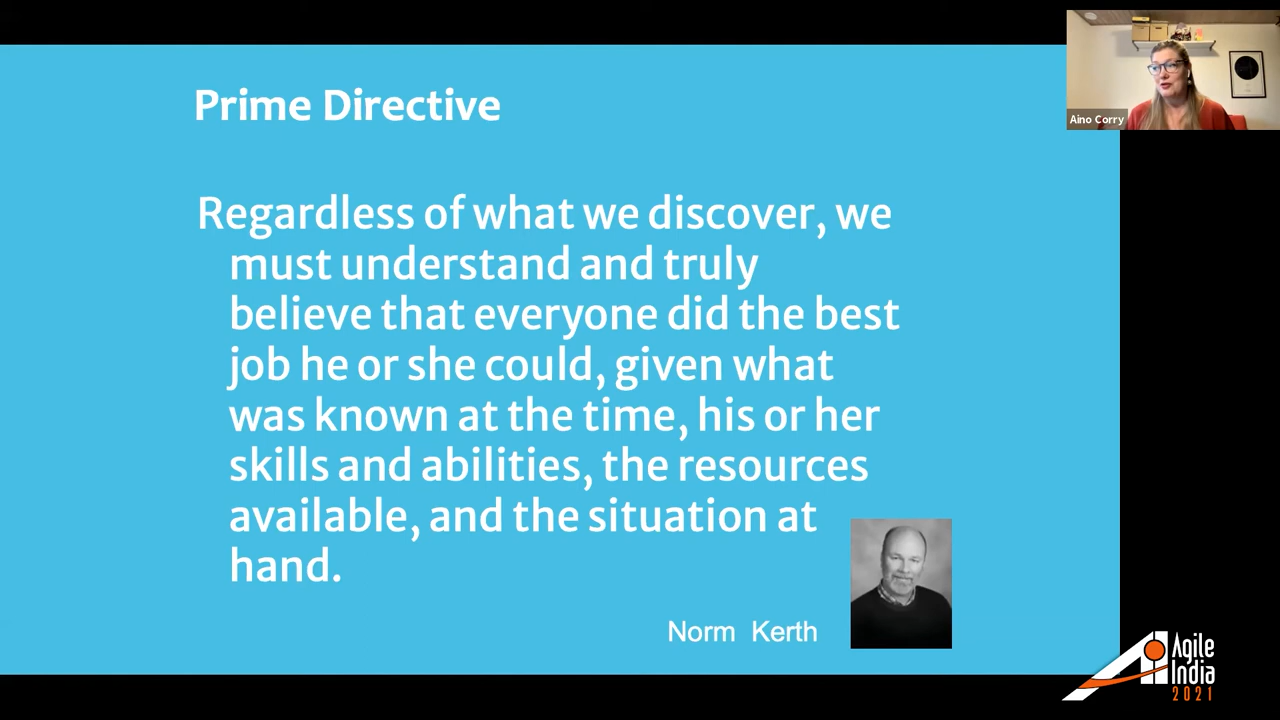 Prime Directive
Regardless of what we discover, we
must understand and truly
believe that everyone did the best
job he or she could, given what
was known at the time, his or her
skills and abilities, the resources
available, and the situation at
hand.
Norm Kerth
Aino Corry
Agile
India
2021